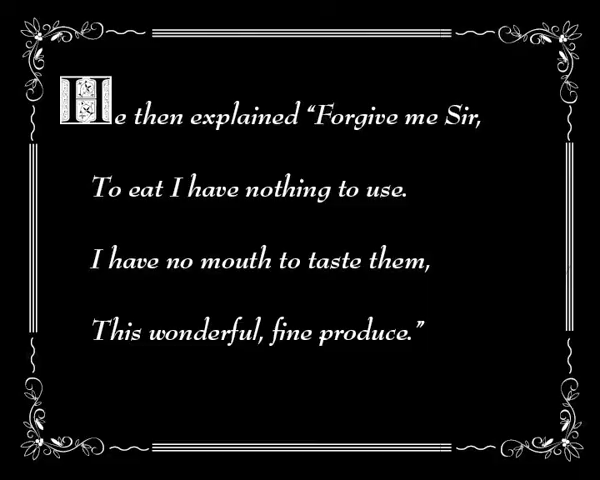 He then explained “Forgive me Sir,
To eat I have nothing to use.
I have no mouth to taste them,
This wonderful, fine produce.”